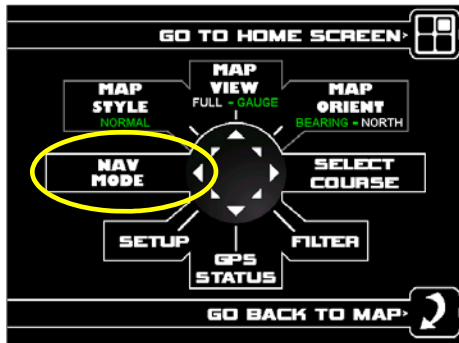 GO TO HOME SCREEN
MAP
VIEW
FULL - GAUGE
MAP
STYLE
NORMAL
MAP
ORIENT
BEARING - NORTH
NAV
MODE
SELECT
COURSE
SETUP
FILTER
GPS
STATUS
GO BACK TO MAP